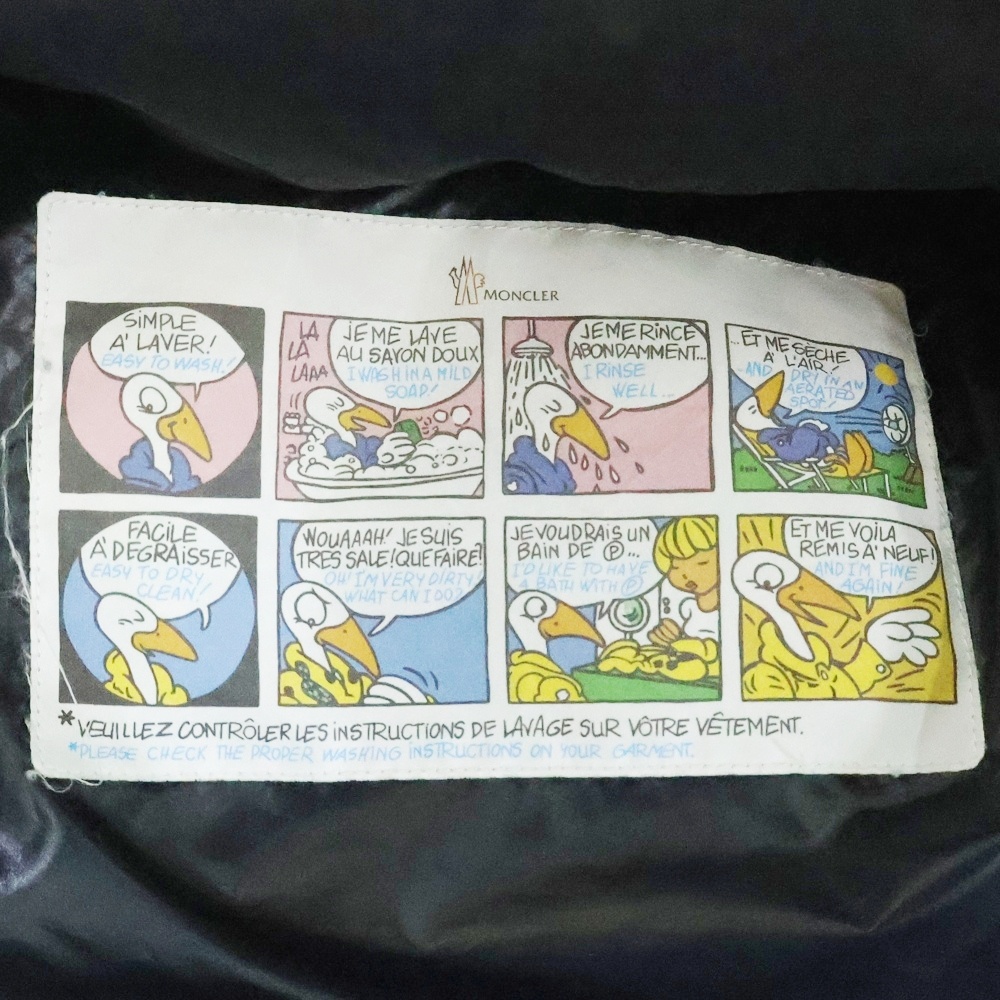 MONCLER
SIMPLE
A' LAVER!
EASY TO WASH!
LA
LA
LAAA
JE ME LAVE
AU SAVON DOUX
I WASH IN A MILD
SOAP!
JE ME RINCE
ABONDAMMENT...
I RINSE
WELL...
...ET ME SÈCHE
A' L'AIR!
AND I DRY IN AN
AERATED
SPOT!
FACILE
A' DEGRAISSER
EASY TO DRY
CLEAN!
WOUAAAH! JE SUIS
TRES SALE! QUE FAIRE?
OW I'M VERY DIRTY!
WHAT CAN I DO?
JE VOUDRAIS UN
BAIN DE Ⓟ...
I'D LIKE TO HAVE
A BATH WITH Ⓟ
ET ME VOILA
REMIS A' NEUF!
AND I'M FINE
AGAIN!
*VEUILLEZ CONTRÔLER LES INSTRUCTIONS DE LAVAGE SUR VÔTRE VÊTEMENT.
*PLEASE CHECK THE PROPER WASHING INSTRUCTIONS ON YOUR GARMENT.